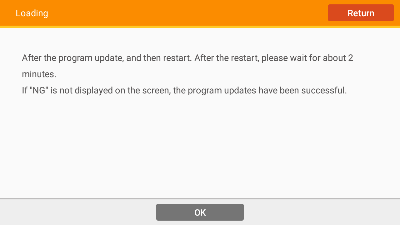 Loading
Return
After the program update, and then restart. After the restart, please wait for about 2
minutes.
If "NG" is not displayed on the screen, the program updates have been successful.
OK